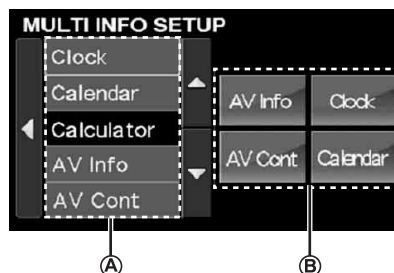 MULTI INFO SETUP
Clock
Calendar
Calculator
AV Info
AV Cont
AV Info
Clock
AV Cont
Calendar
A
B